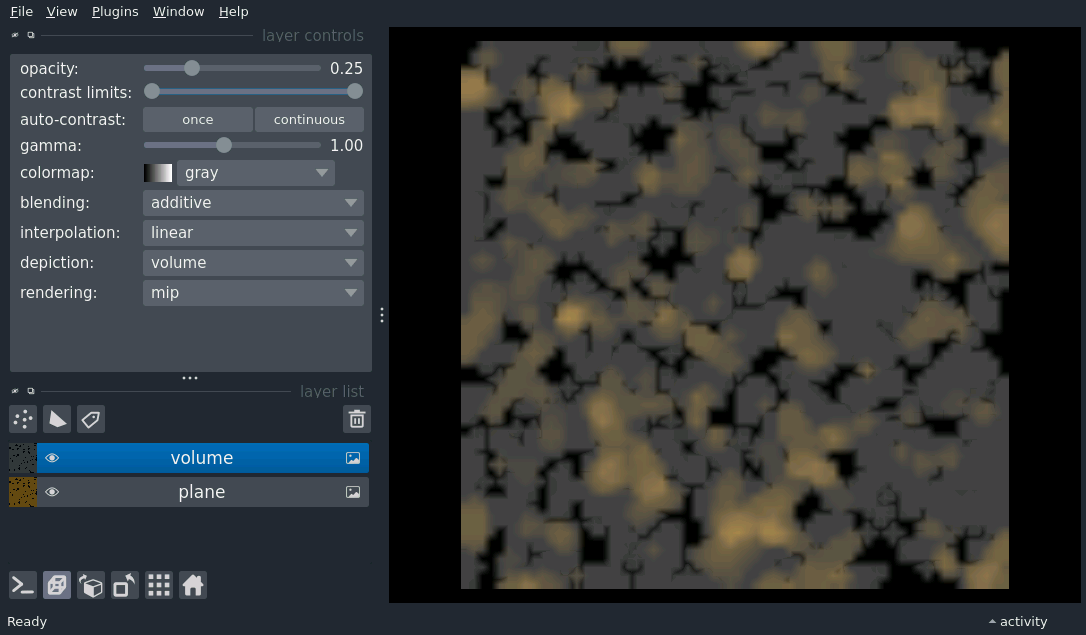 File View Plugins Window Help
layer controls
opacity: 0.25
contrast limits:
auto-contrast: once continuous
gamma: 1.00
colormap: gray
blending: additive
interpolation: linear
depiction: volume
rendering: mip
layer list
volume
plane
Ready
activity